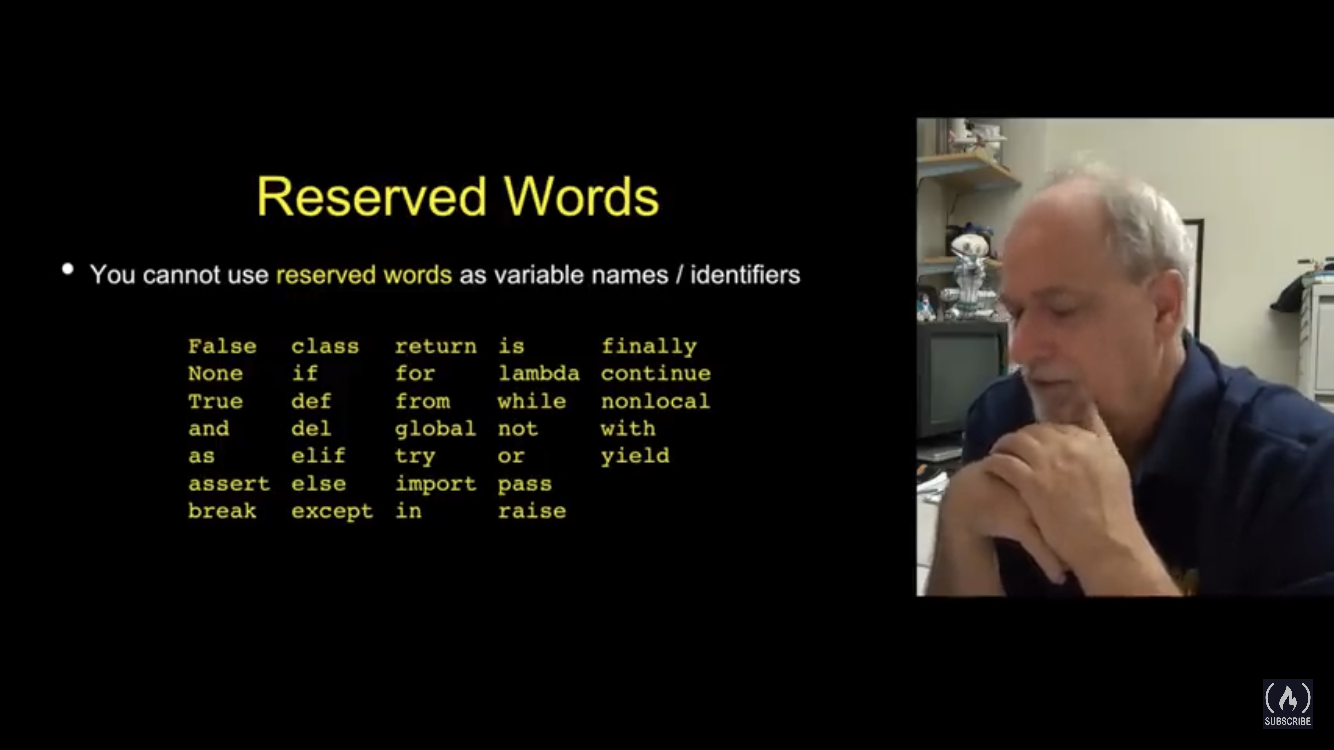 Reserved Words
• You cannot use reserved words as variable names / identifiers
False class return is finally
None if for lambda continue
True def from while nonlocal
and del global not with
as elif try or yield
assert else import pass
break except in raise
SUBSCRIBE